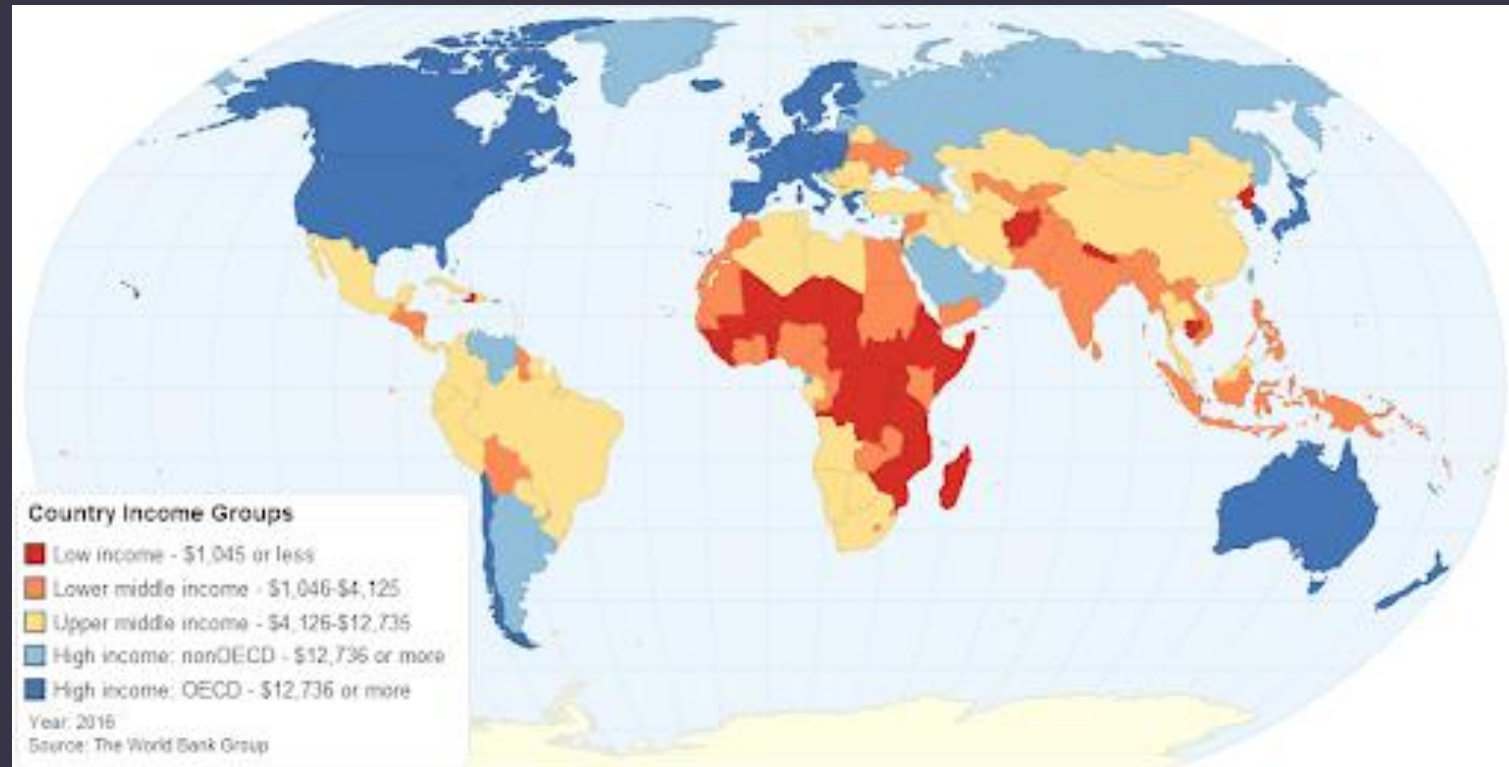 Country Income Groups
Low income - $1,045 or less
Lower middle income - $1,046-$4,125
Upper middle income - $4,126-$12,735
High income: nonOECD - $12,736 or more
High income: OECD - $12,736 or more
Year: 2016
Source: The World Bank Group